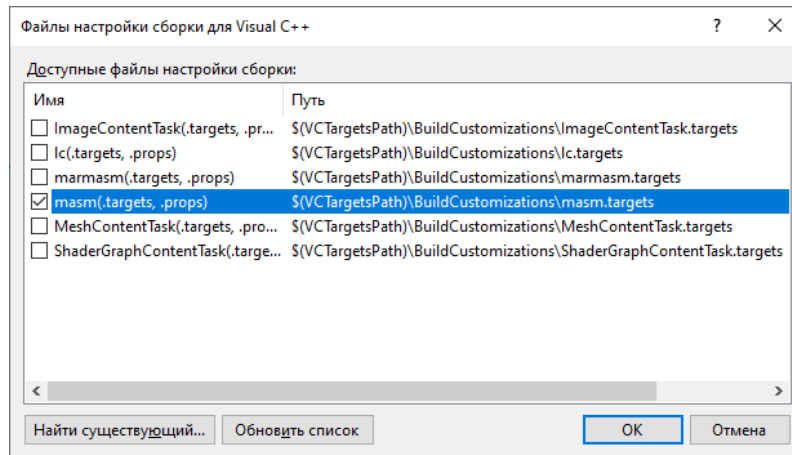 Файлы настройки сборки для Visual C++ ? ×
Доступные файлы настройки сборки:
Имя Путь
ImageContentTask(.targets, .pr... $(VCTargetsPath)\BuildCustomizations\ImageContentTask.targets
lc(.targets, .props) $(VCTargetsPath)\BuildCustomizations\lc.targets
marmasm(.targets, .props) $(VCTargetsPath)\BuildCustomizations\marmasm.targets
masm(.targets, .props) $(VCTargetsPath)\BuildCustomizations\masm.targets
MeshContentTask(.targets, .pro... $(VCTargetsPath)\BuildCustomizations\MeshContentTask.targets
ShaderGraphContentTask(.targe... $(VCTargetsPath)\BuildCustomizations\ShaderGraphContentTask.targets
Найти существующий... Обновить список ОК Отмена